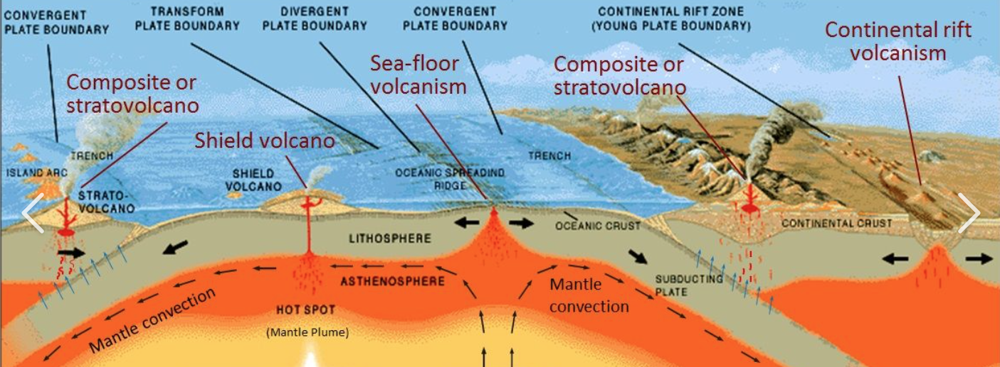 CONVERGENT
PLATE BOUNDARY
TRANSFORM
PLATE BOUNDARY
DIVERGENT
PLATE BOUNDARY
CONVERGENT
PLATE BOUNDARY
CONTINENTAL RIFT ZONE
(YOUNG PLATE BOUNDARY)
Continental rift
volcanism
Composite or
stratovolcano
Shield volcano
Sea-floor
volcanism
Composite or
stratovolcano
TRENCH
ISLAND ARC
STRATO-
VOLCANO
SHIELD
VOLCANO
OCEANIC SPREADIND
RIDGE
TRENCH
LITHOSPHERE
OCEANIC CRUST
CONTINENTAL CRUST
ASTHENOSPHERE
SUBDUCTING
PLATE
Mantle convection
HOT SPOT
(Mantle Plume)
Mantle
convection